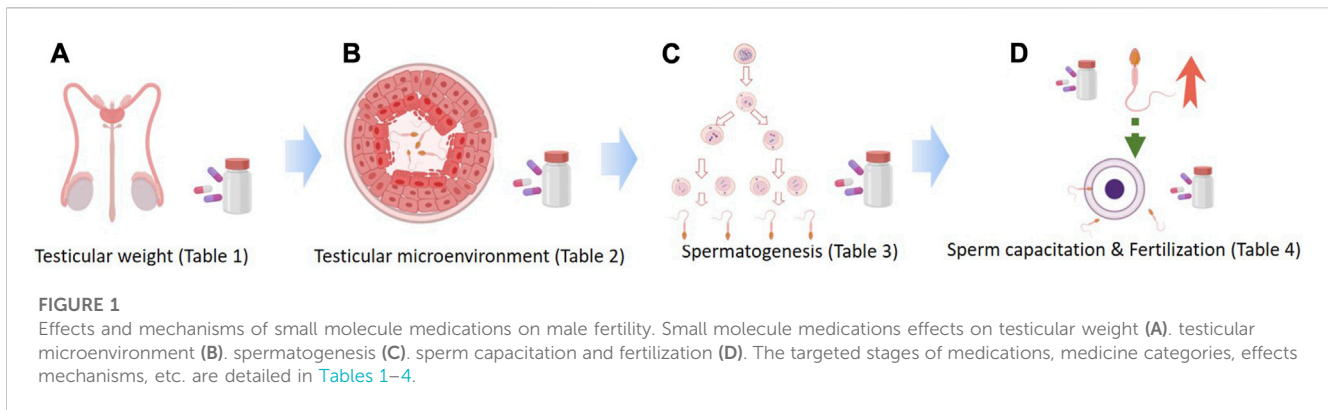 A
B
C
D
Testicular weight (Table 1)
Testicular microenvironment (Table 2)
Spermatogenesis (Table 3)
Sperm capacitation & Fertilization (Table 4)
FIGURE 1
Effects and mechanisms of small molecule medications on male fertility. Small molecule medications effects on testicular weight (A). testicular
microenvironment (B). spermatogenesis (C). sperm capacitation and fertilization (D). The targeted stages of medications, medicine categories, effects
mechanisms, etc. are detailed in Tables 1–4.